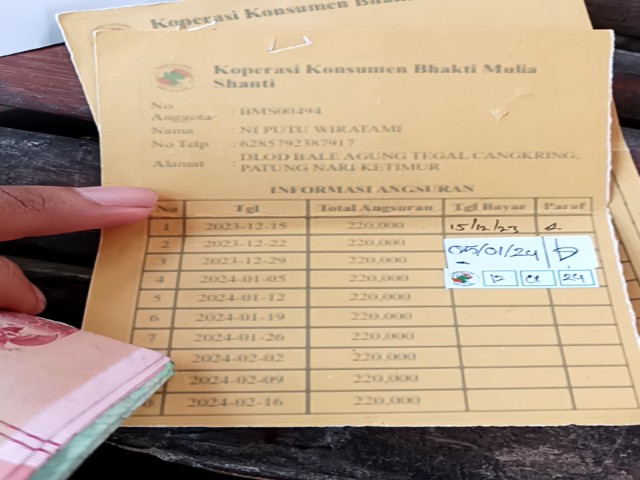 Koperasi Konsumen Bhakti
Koperasi Konsumen Bhakti Mulia
Shanti
No
Anggota : BMS00494
Nama : NI PUTU WIRATAMI
No Telp : 6285792387917
Alamat : DLOD BALE AGUNG TEGAL CANGKRING,
PATUNG NARI-KETIMUR
INFORMASI ANGSURAN
No Tgl Total Angsuran Tgl Bayar Paraf
1 2023-12-15 220,000 15/12/23
2 2023-12-22 220,000
3 2023-12-29 220,000 05/01/24
4 2024-01-05 220,000 12 01 24
5 2024-01-12 220,000
6 2024-01-19 220,000
7 2024-01-26 220,000
2024-02-02 220,000
2024-02-09 220,000
2024-02-16 220,000